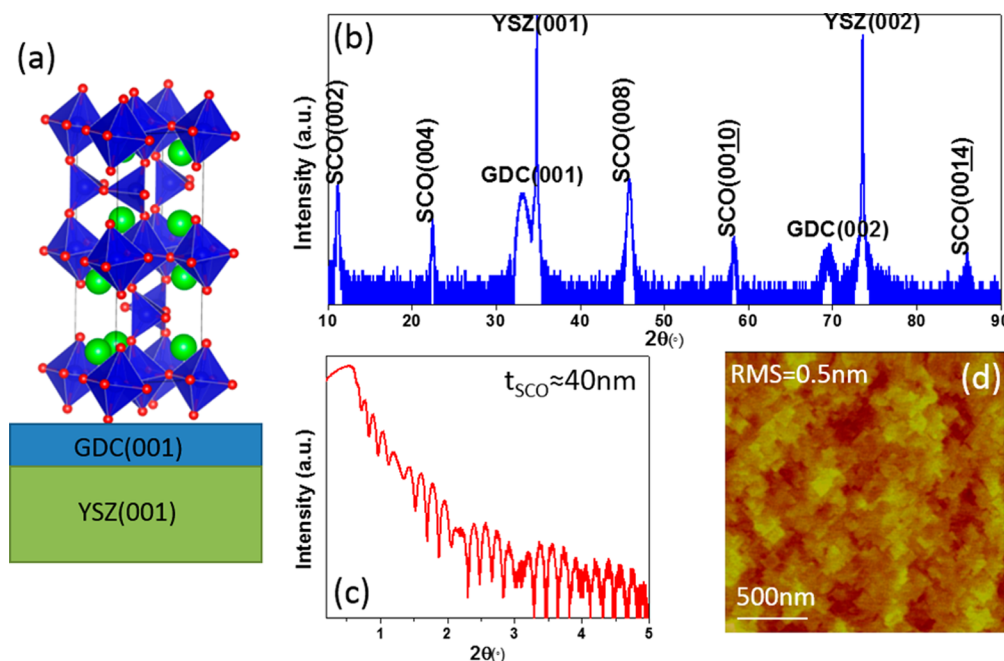 (a)
GDC(001)
YSZ(001)
(b)
YSZ(001)
YSZ(002)
SCO(002)
SCO(004)
GDC(001)
SCO(008)
SCO(0010)
GDC(002)
SCO(0014)
Intensity (a.u.)
10 20 30 40 50 60 70 80 90
2θ(°)
tSCO≈40nm
Intensity (a.u.)
(c)
1 2 3 4 5
2θ(°)
RMS=0.5nm
(d)
500nm